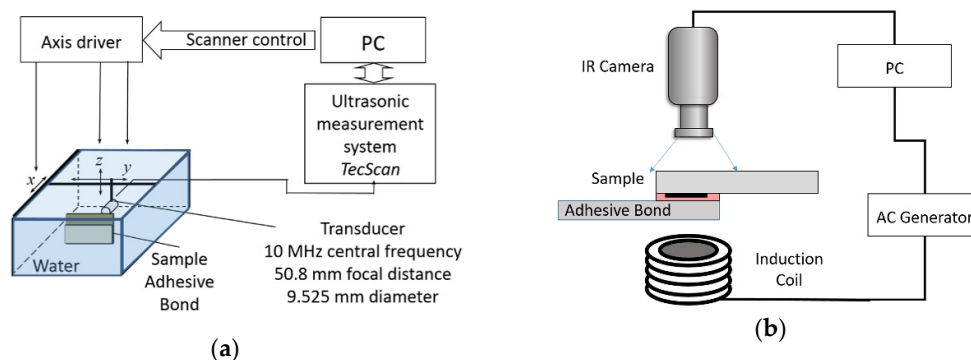 Axis driver
Scanner control
PC
Ultrasonic
measurement
system
TecScan
x
z
y
Water
Sample
Adhesive
Bond
Transducer
10 MHz central frequency
50.8 mm focal distance
9.525 mm diameter
(a)
IR Camera
PC
Sample
Adhesive Bond
AC Generator
Induction
Coil
(b)